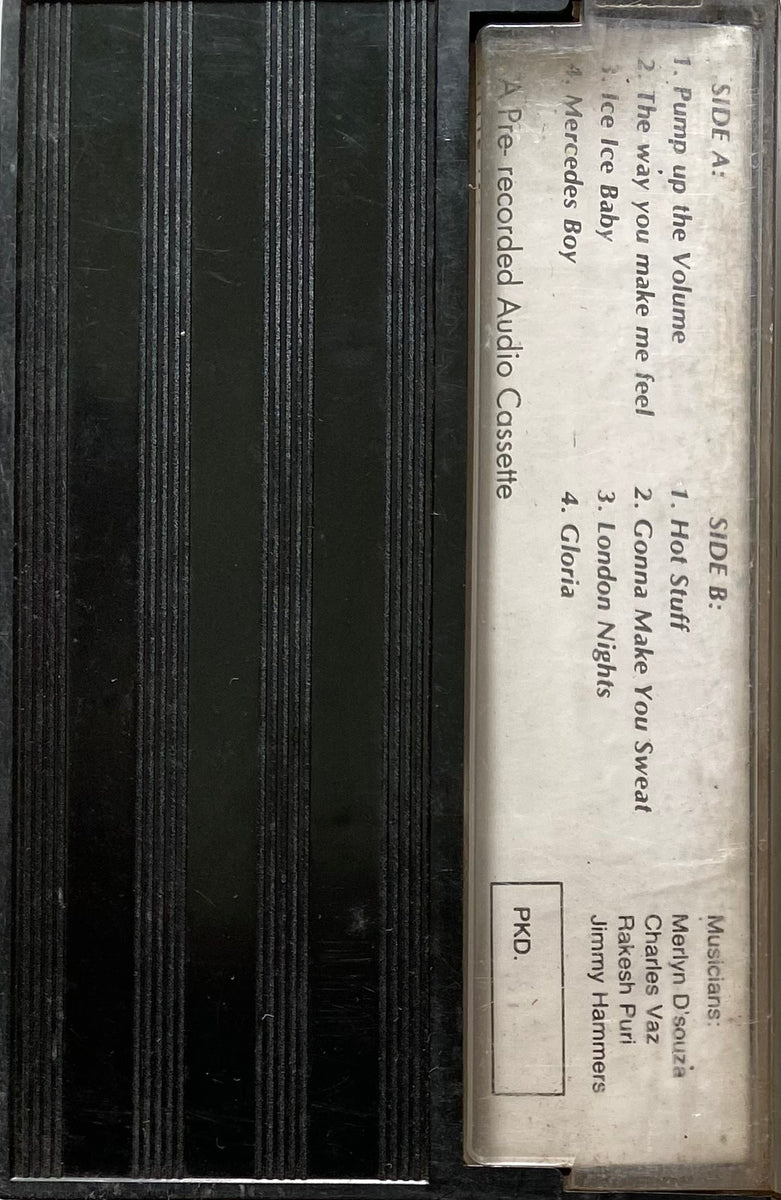 SIDE A:
1. Pump up the Volume
2. The way you make me feel
3. Ice Ice Baby
4. Mercedes Boy
SIDE B:
1. Hot Stuff
2. Gonna Make You Sweat
3. London Nights
4. Gloria
Musicians:
Merlyn D'souza
Charles Vaz
Rakesh Puri
Jimmy Hammers
A Pre- recorded Audio Cassette
PKD.